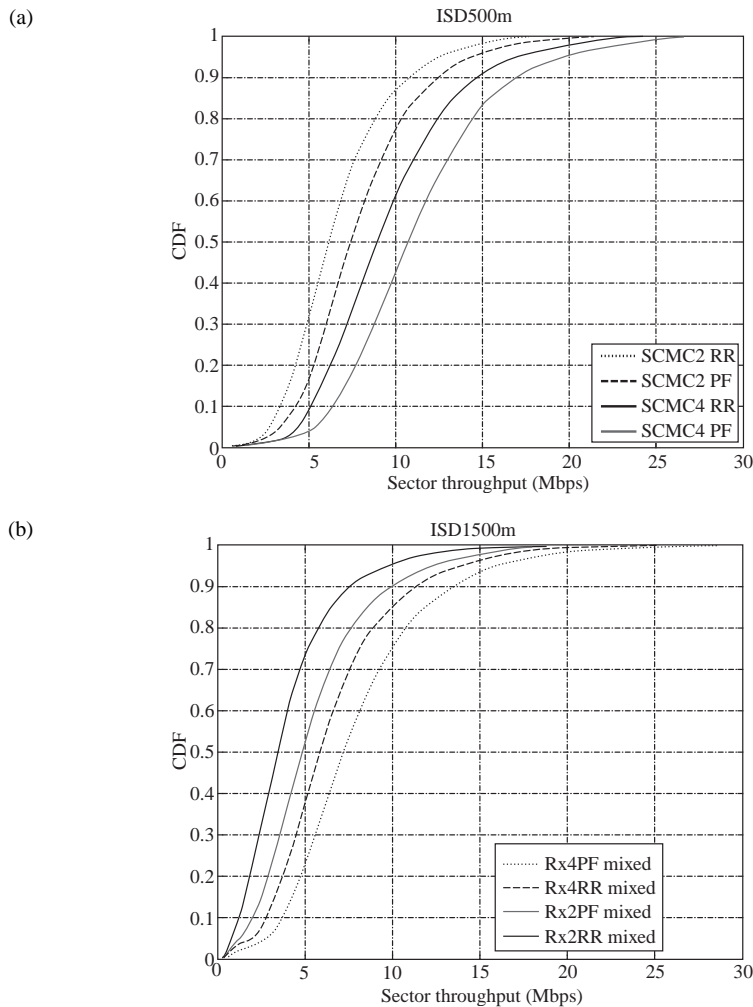 (a)
ISD500m
1
0.9
0.8
0.7
0.6
0.5
0.4
0.3
0.2
0.1
0
CDF
SCMC2 RR
SCMC2 PF
SCMC4 RR
SCMC4 PF
0 5 10 15 20 25 30
Sector throughput (Mbps)
(b)
ISD1500m
1
0.9
0.8
0.7
0.6
0.5
0.4
0.3
0.2
0.1
0
CDF
Rx4PF mixed
Rx4RR mixed
Rx2PF mixed
Rx2RR mixed
0 5 10 15 20 25 30
Sector throughput (Mbps)